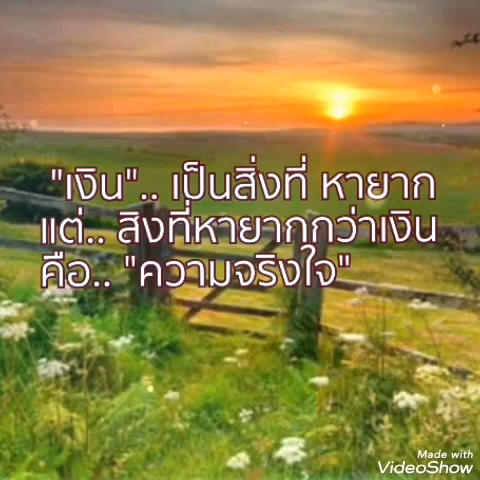 "เงิน".. เป็นสิ่งที่ หายาก
แต่.. สิ่งที่หายากกว่าเงิน
คือ.. "ความจริงใจ"
Made with
VideoShow